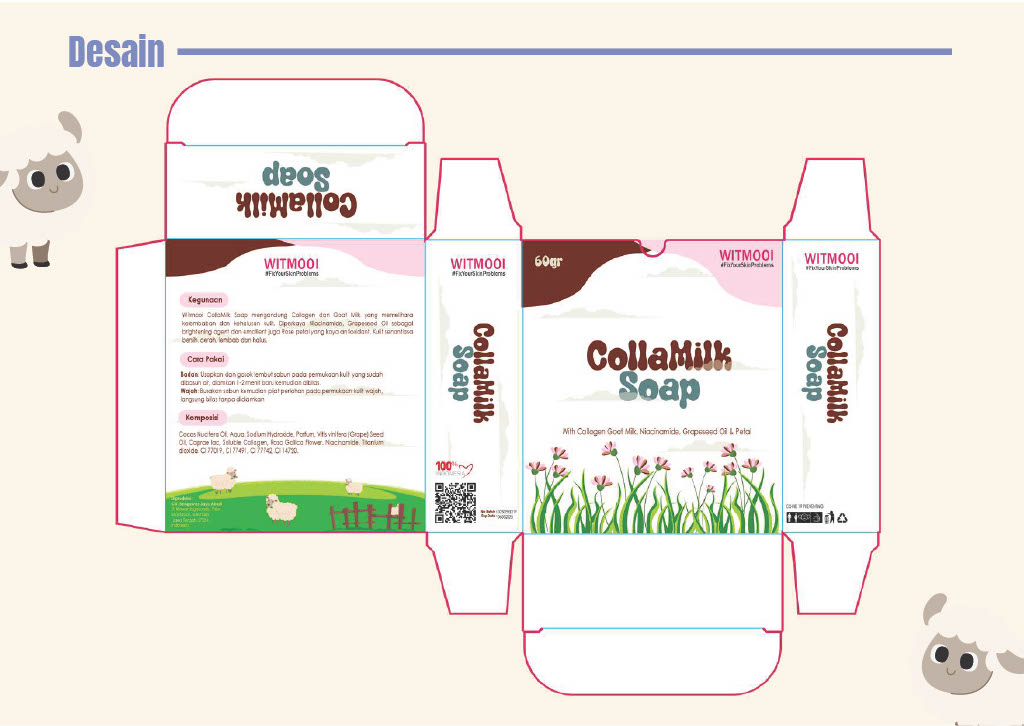 Desain
CollaMilk
Soap
WITMOOI
#FixYourSkinProblems
Kegunaan
Witmooi CollaMilk Soap mengandung Collagen dan Goat Milk yang memelihara
kelembaban dan kehalusan kulit. Diperkaya Niacinamide, Grapeseed Oil sebagai
brightening agent dan emollient juga Rose petal yang kaya antioksidan. Kulit senantiasa
bersih, cerah, lembab dan halus.
Cara Pakai
Badan: Usapkan dan gosok lembut sabun pada permukaan kulit yang sudah
dibasuh air, diamkan 1-2 menit baru kemudian dibilas.
Wajah: Busakan sabun kemudian pijat perlahan pada permukaan kulit wajah,
langsung bilas tanpa didiamkan
Komposisi
Cocos Nucifera Oil, Aqua, Sodium Hydroxide, Parfum, Vitis vinifera (Grape) Seed
Oil, Caprae lac, Soluble Collagen, Rosa Gallica Flower, Niacinamide, Titanium
dioxide, CI 77019, CI 77491, CI 77742, CI 14720.
WITMOOI
#FixYourSkinProblems
CollaMilk
Soap
100%
INDONESIA
No Batch
Exp Date
60gr
WITMOOI
#FixYourSkinProblems
CollaMilk
Soap
With Collagen Goat Milk, Niacinamide, Grapeseed Oil & Petal
WITMOOI
#FixYourSkinProblems
CollaMilk
Soap